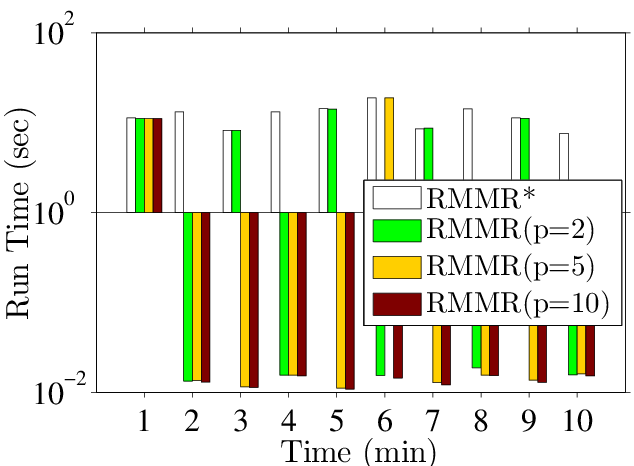 10^2
10^0
10^−2
Run Time (sec)
RMMR*
RMMR(p=2)
RMMR(p=5)
RMMR(p=10)
1 2 3 4 5 6 7 8 9 10
Time (min)